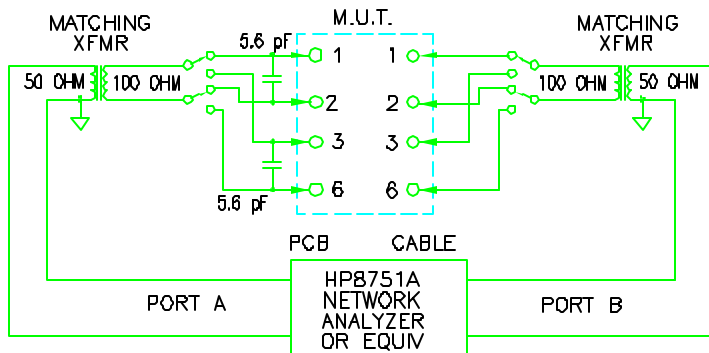 MATCHING
XFMR
5.6 pF
M.U.T.
MATCHING
XFMR
50 OHM
100 OHM
1
1
100 OHM
50 OHM
2
2
3
3
6
6
5.6 pF
PCB
CABLE
PORT A
HP8751A
NETWORK
ANALYZER
OR EQUIV
PORT B